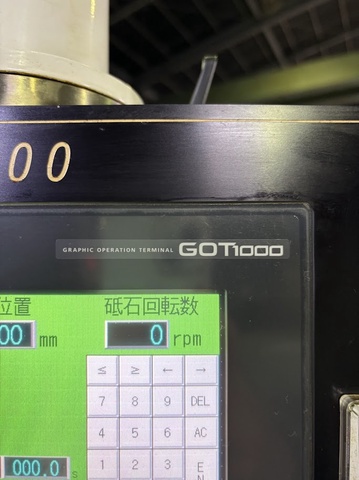 00
GRAPHIC OPERATION TERMINAL GOT1000
位置 砥石回転数
00 mm 0 rpm
≤ ≥ ← →
7 8 9 DEL
4 5 6 AC
1 2 3 EN
000.0 s